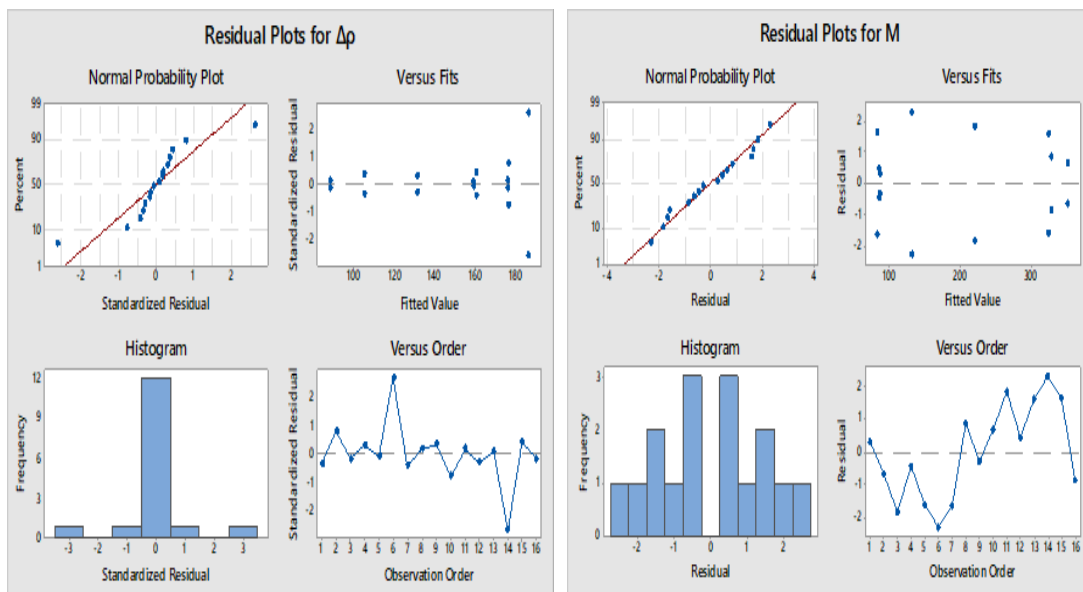 Residual Plots for Δρ
Normal Probability Plot
Versus Fits
99
90
50
10
1
Percent
-2 -1 0 1 2
Standardized Residual
2
1
0
-1
-2
Standardized Residual
100 120 140 160 180
Fitted Value
Histogram
Versus Order
12
9
6
3
0
Frequency
-3 -2 -1 0 1 2 3
Standardized Residual
2
1
0
-1
-2
Standardized Residual
1 2 3 4 5 6 7 8 9 10 11 12 13 14 15 16
Observation Order
Residual Plots for M
Normal Probability Plot
Versus Fits
99
90
50
10
1
Percent
-4 -2 0 2 4
Residual
2
1
0
-1
-2
Residual
100 200 300
Fitted Value
Histogram
Versus Order
3
2
1
0
Frequency
-2 -1 0 1 2
Residual
2
1
0
-1
-2
Residual
1 2 3 4 5 6 7 8 9 10 11 12 13 14 15 16
Observation Order